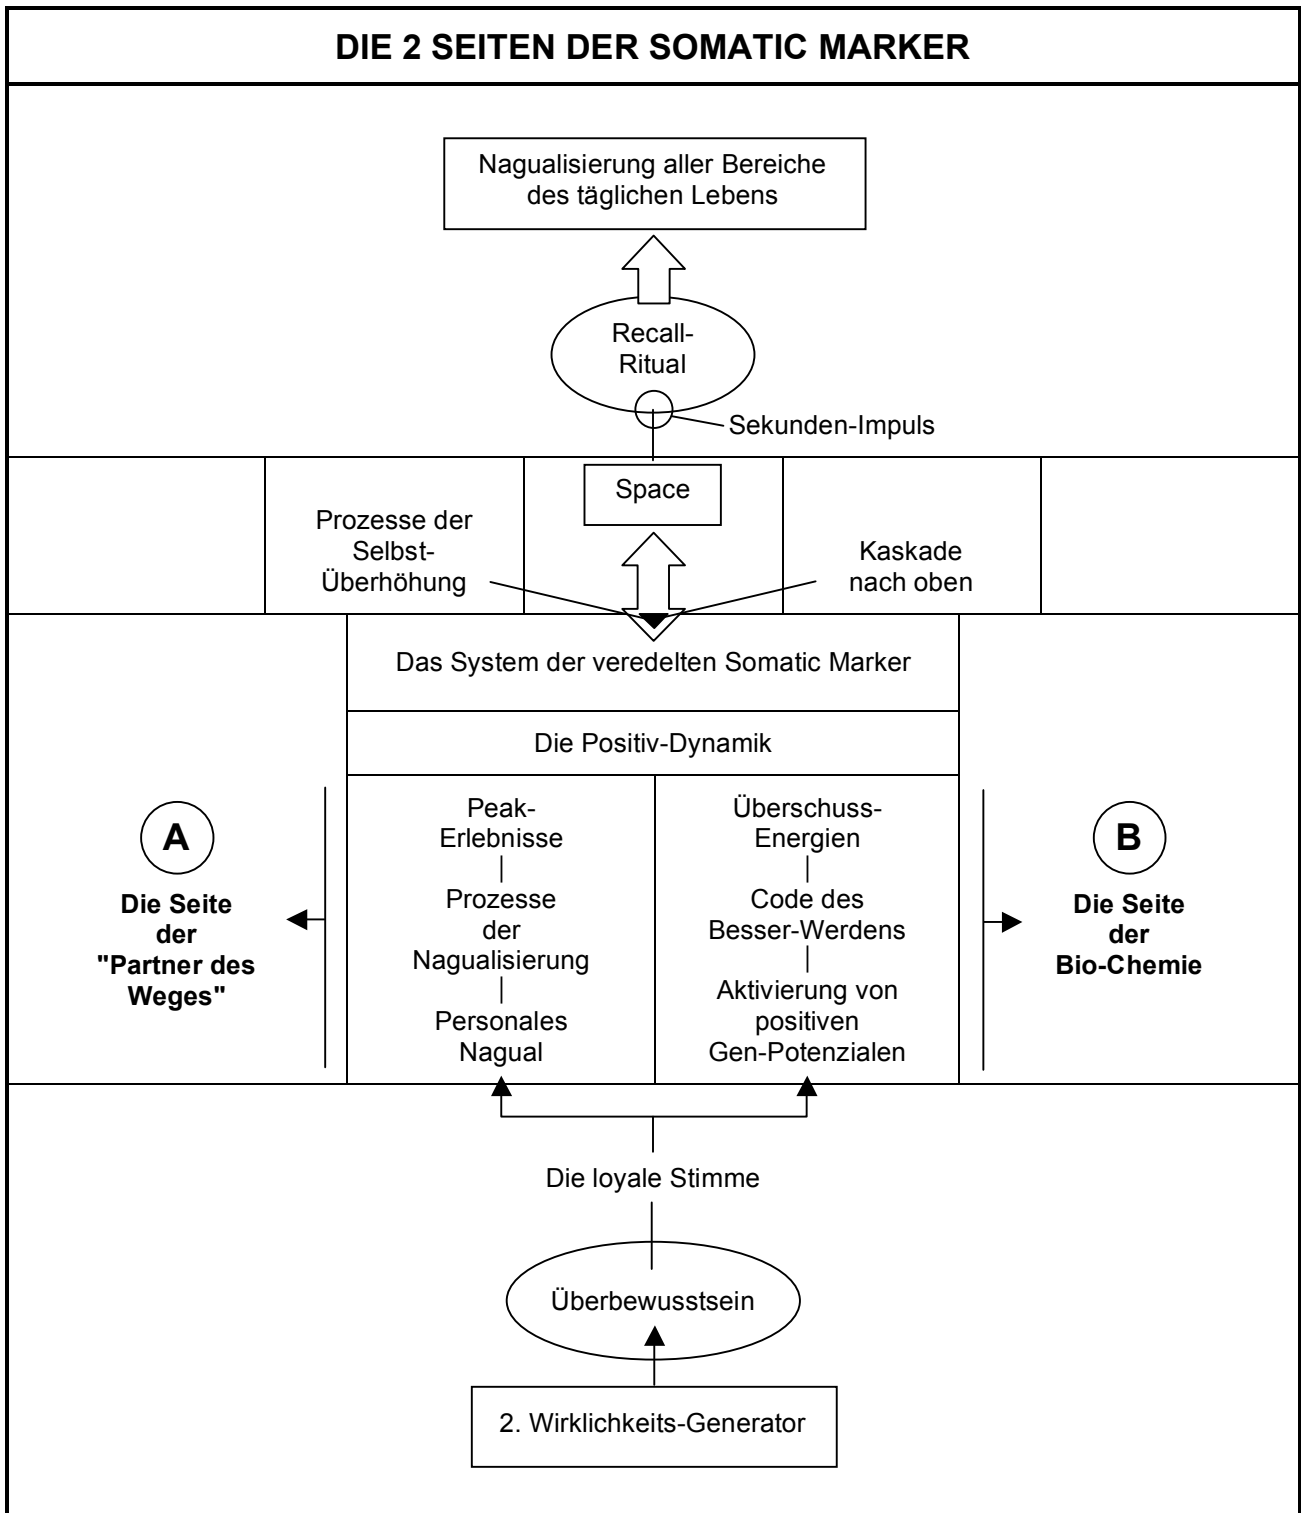 DIE 2 SEITEN DER SOMATIC MARKER
Nagualisierung aller Bereiche
des täglichen Lebens
Recall-
Ritual
Sekunden-Impuls
Space
Prozesse der
Selbst-
Überhöhung
Kaskade
nach oben
Das System der veredelten Somatic Marker
Die Positiv-Dynamik
A
Die Seite
der
"Partner des
Weges"
Peak-
Erlebnisse
Prozesse
der
Nagualisierung
Personales
Nagual
Überschuss-
Energien
Code des
Besser-Werdens
Aktivierung von
positiven
Gen-Potenzialen
B
Die Seite
der
Bio-Chemie
Die loyale Stimme
Überbewusstsein
2. Wirklichkeits-Generator